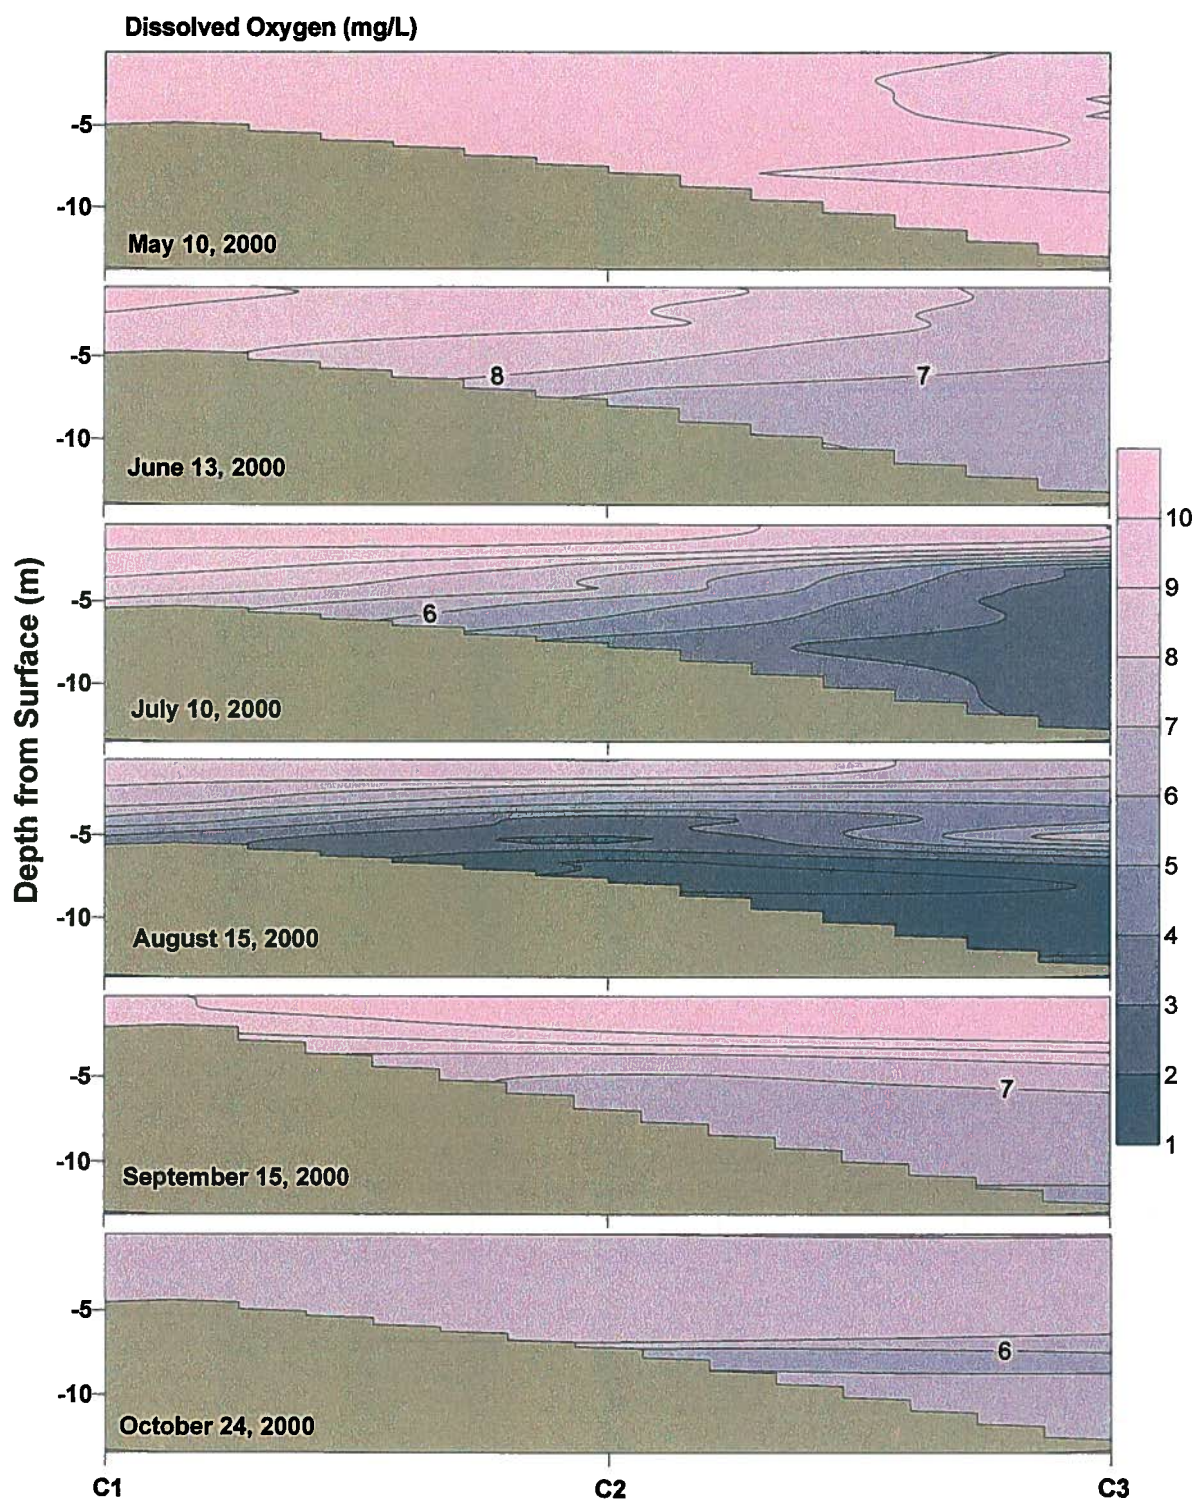 Dissolved Oxygen (mg/L)
-5
-10
May 10, 2000
-5
8
7
-10
June 13, 2000
-5
6
-10
July 10, 2000
-5
-10
August 15, 2000
-5
7
-10
September 15, 2000
-5
6
-10
October 24, 2000
C1
C2
C3
Depth from Surface (m)
10
9
8
7
6
5
4
3
2
1